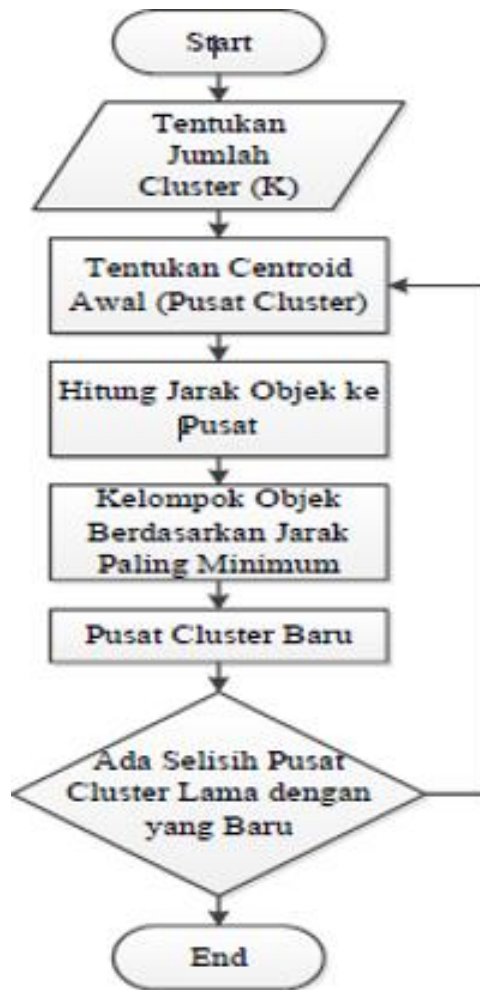 Start
Tentukan
Jumlah
Cluster (K)
Tentukan Centroid
Awal (Pusat Cluster)
Hitung Jarak Objek ke
Pusat
Kelompok Objek
Berdasarkan Jarak
Paling Minimum
Pusat Cluster Baru
Ada Selisih Pusat
Cluster Lama dengan
yang Baru
End